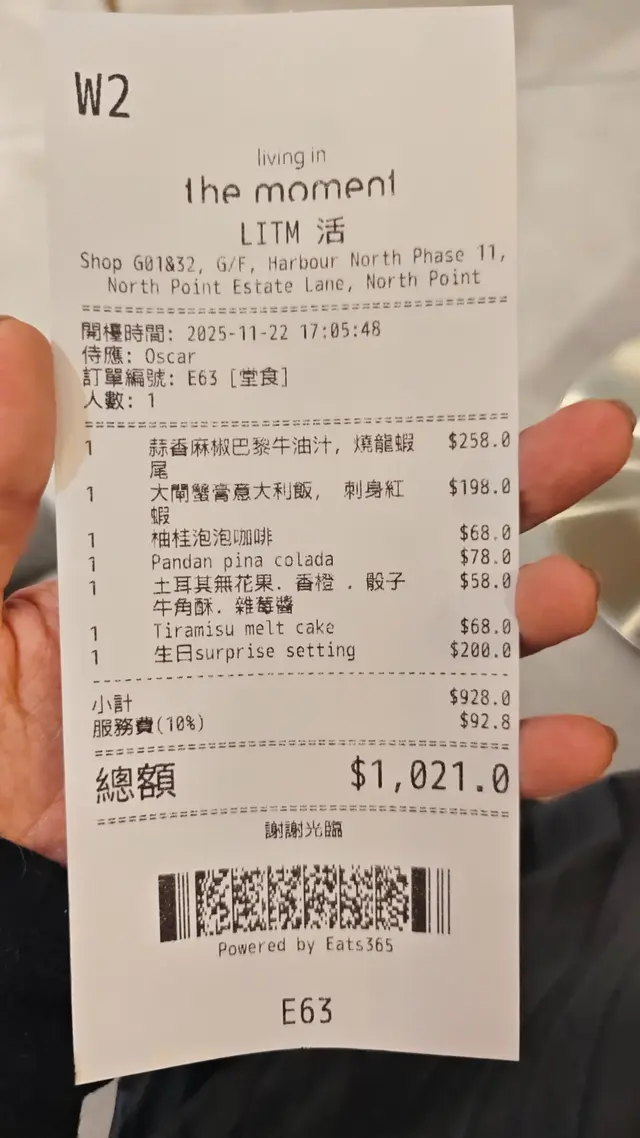 W2
living in
the moment
LITM 活
Shop G01&32, G/F, Harbour North Phase 11,
North Point Estate Lane, North Point
開檯時間: 2025-11-22 17:05:48
侍應: Oscar
訂單編號: E63 [堂食]
人數: 1
1 蒜香麻椒巴黎牛油汁, 燒龍蝦 $258.0
尾
1 大閘蟹膏意大利飯, 刺身紅 $198.0
蝦
1 柚桂泡泡咖啡 $68.0
1 Pandan pina colada $78.0
1 土耳其無花果. 香橙 . 骰子 $58.0
牛角酥. 雜莓醬
1 Tiramisu melt cake $68.0
1 生日surprise setting $200.0
小計 $928.0
服務費(10%) $92.8
總額 $1,021.0
謝謝光臨
Powered by Eats365
E63